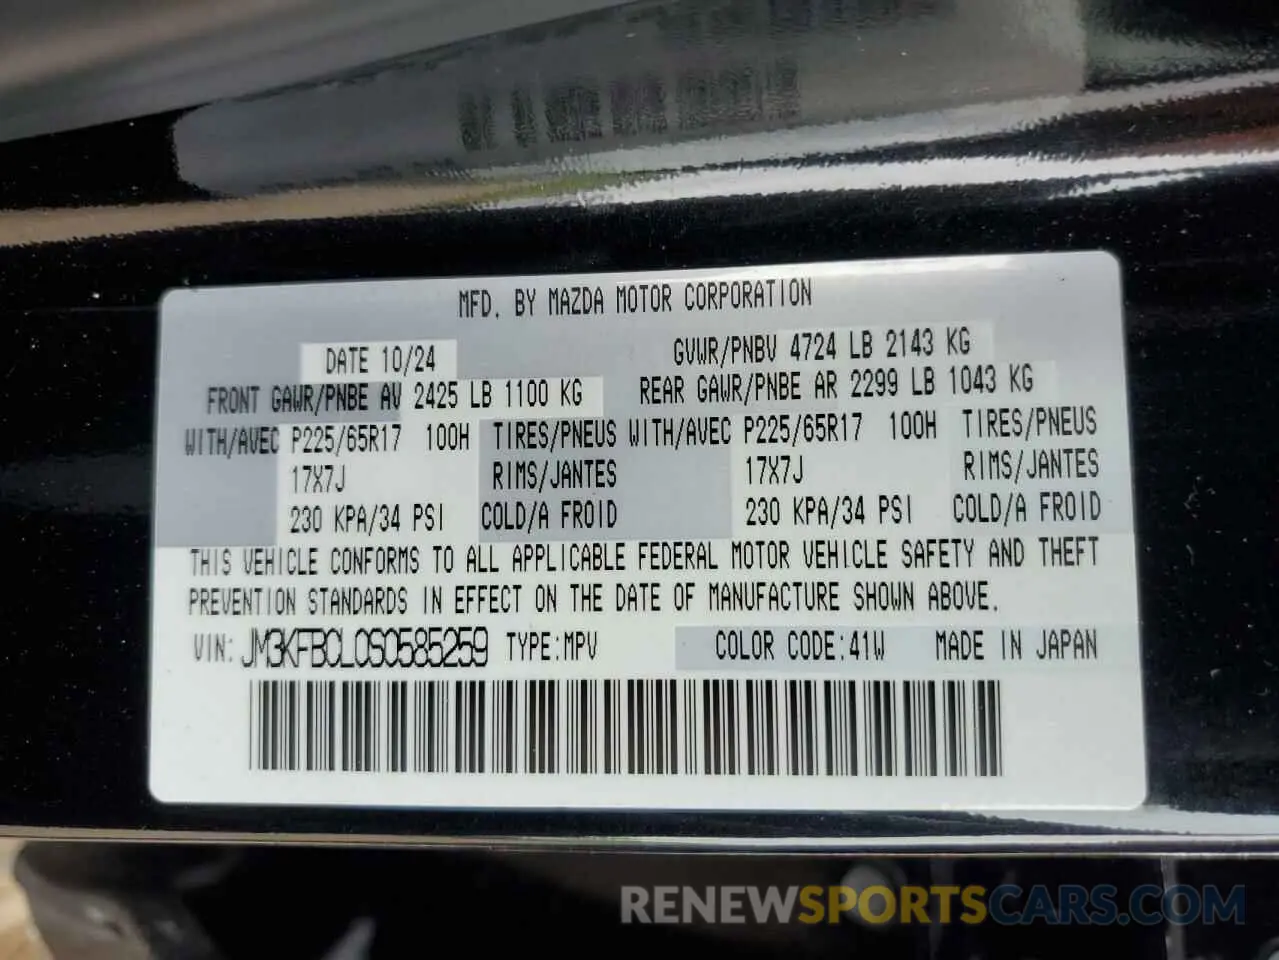 MFD. BY MAZDA MOTOR CORPORATION
DATE 10/24 GVWR/PNBV 4724 LB 2143 KG
FRONT GAWR/PNBE AV 2425 LB 1100 KG REAR GAWR/PNBE AR 2299 LB 1043 KG
WITH/AVEC P225/65R17 100H TIRES/PNEUS WITH/AVEC P225/65R17 100H TIRES/PNEUS
17X7J RIMS/JANTES 17X7J RIMS/JANTES
230 KPA/34 PSI COLD/A FROID 230 KPA/34 PSI COLD/A FROID
THIS VEHICLE CONFORMS TO ALL APPLICABLE FEDERAL MOTOR VEHICLE SAFETY AND THEFT
PREVENTION STANDARDS IN EFFECT ON THE DATE OF MANUFACTURE SHOWN ABOVE.
VIN: JM3KFBCL0S0585259 TYPE:MPV COLOR CODE:41W MADE IN JAPAN
RENEWSPORTSCARS.COM